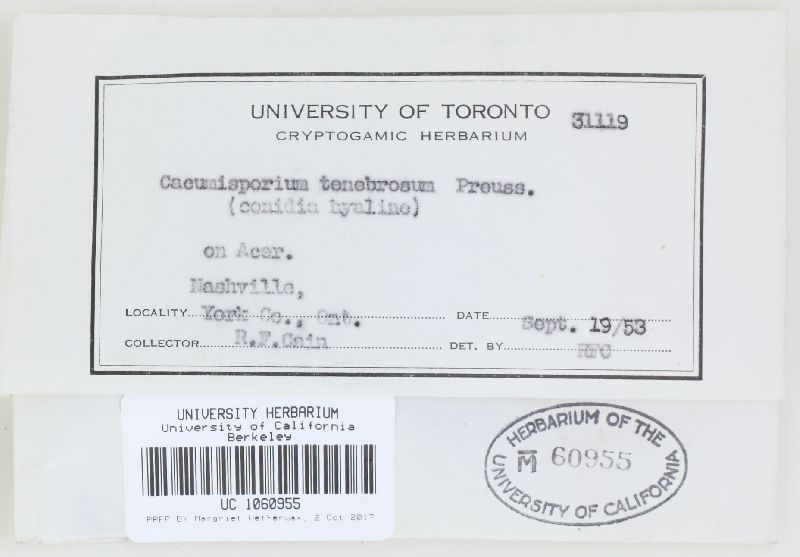 UNIVERSITY OF TORONTO 31119
CRYPTOGAMIC HERBARIUM
Cacumisporium tenebrosum Preuss.
(conidia hyaline)
on Acer.
Nashville,
LOCALITY York Co., Ont. DATE Sept. 19/53
COLLECTOR R.F.Cain DET. BY RFC
UNIVERSITY HERBARIUM
University of California
Berkeley
UC 1060955
PREP BY Margriet Wetherwax, 2 Oct 2017
HERBARIUM OF THE
M 60955
UNIVERSITY OF CALIFORNIA